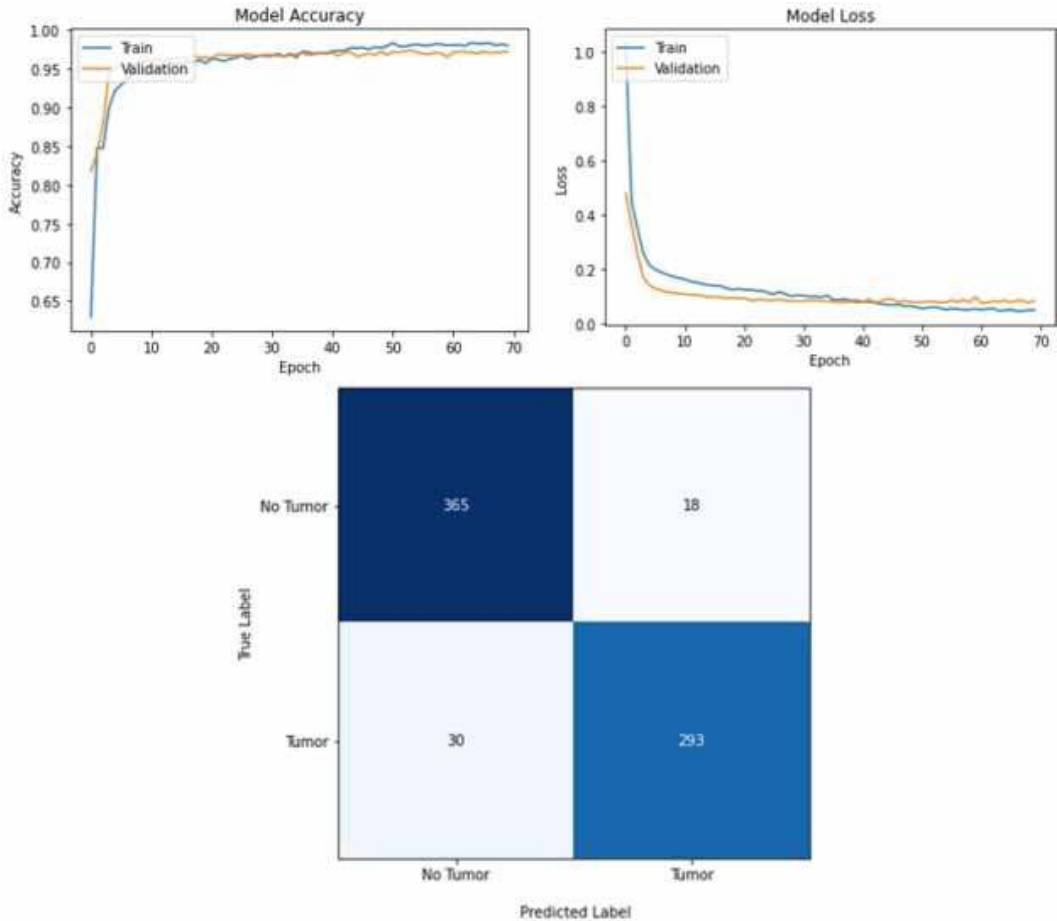 Model Accuracy
1.00
0.95
0.90
0.85
0.80
0.75
0.70
0.65
Accuracy
Train
Validation
0 10 20 30 40 50 60 70
Epoch
Model Loss
1.0
0.8
0.6
0.4
0.2
0.0
Loss
Train
Validation
0 10 20 30 40 50 60 70
Epoch
True Label
No Tumor
365 18
Tumor
30 293
No Tumor Tumor
Predicted Label